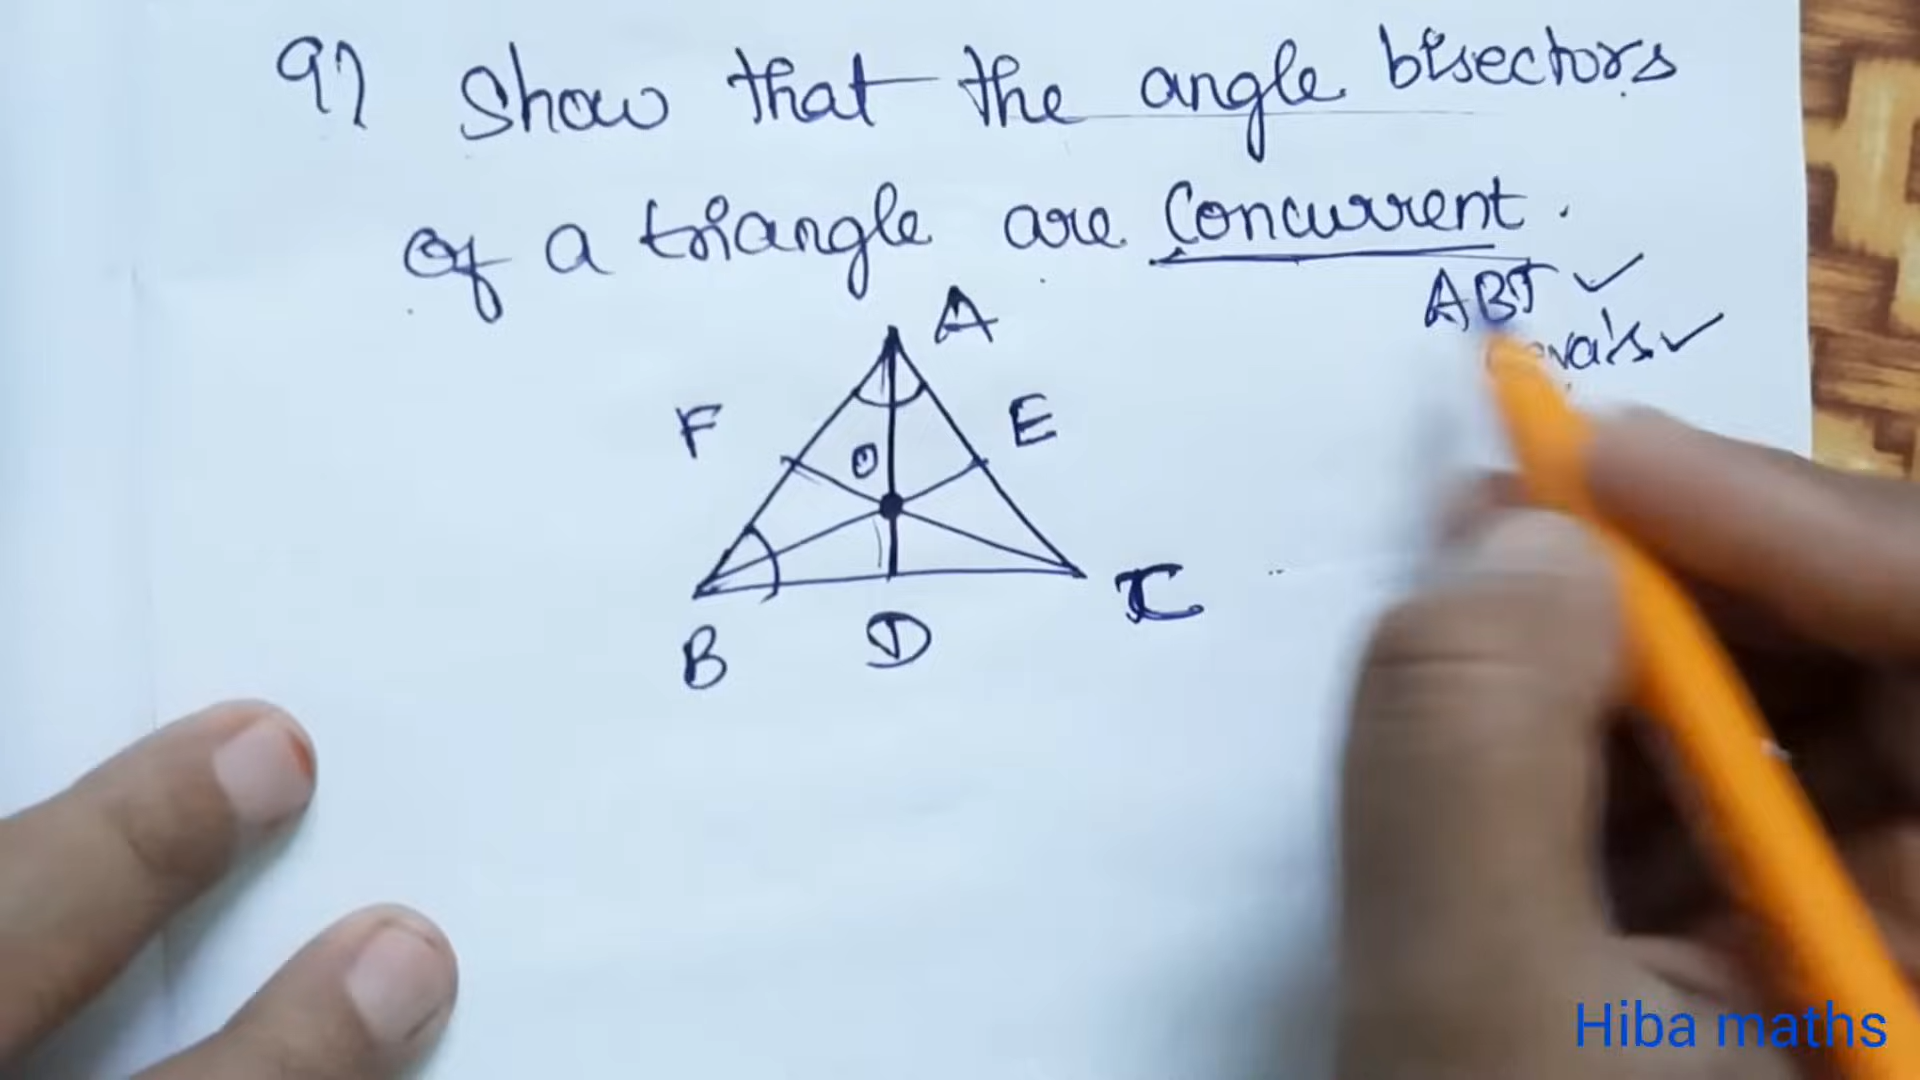 9) Show that the angle bisectors
of a triangle are Concurrent.
ABT ✓
A
F
E
O
B
D
C
Hiba maths